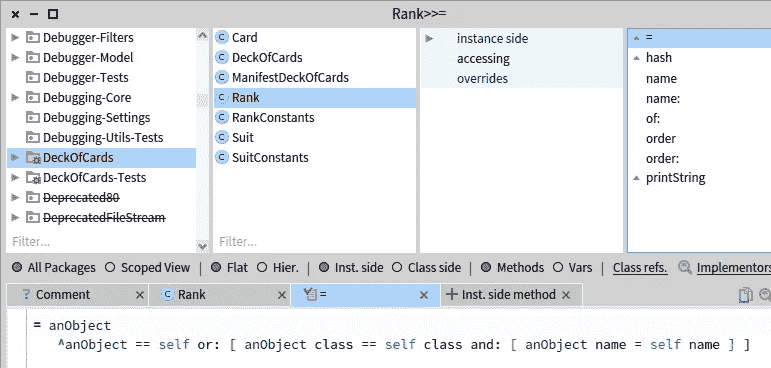 Rank>>=
Debugger-Filters
Debugger-Model
Debugger-Tests
Debugging-Core
Debugging-Settings
Debugging-Utils-Tests
DeckOfCards
DeckOfCards-Tests
Deprecated80
DeprecatedFileStream
Filter...
Card
DeckOfCards
ManifestDeckOfCards
Rank
RankConstants
Suit
SuitConstants
Filter...
instance side
accessing
overrides
=
hash
name
name:
of:
order
order:
printString
All Packages Scoped View | Flat Hier. | Inst. side Class side | Methods Vars | Class refs. Implementors
? Comment × Rank × = × + Inst. side method ×
= anObject
^anObject == self or: [ anObject class == self class and: [ anObject name = self name ] ]